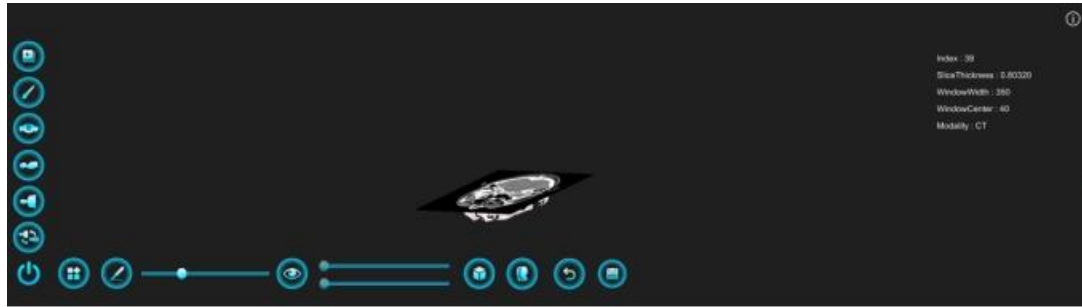 Index : 39
SliceThickness : 0.80320
WindowWidth : 350
WindowCenter : 40
Modality : CT